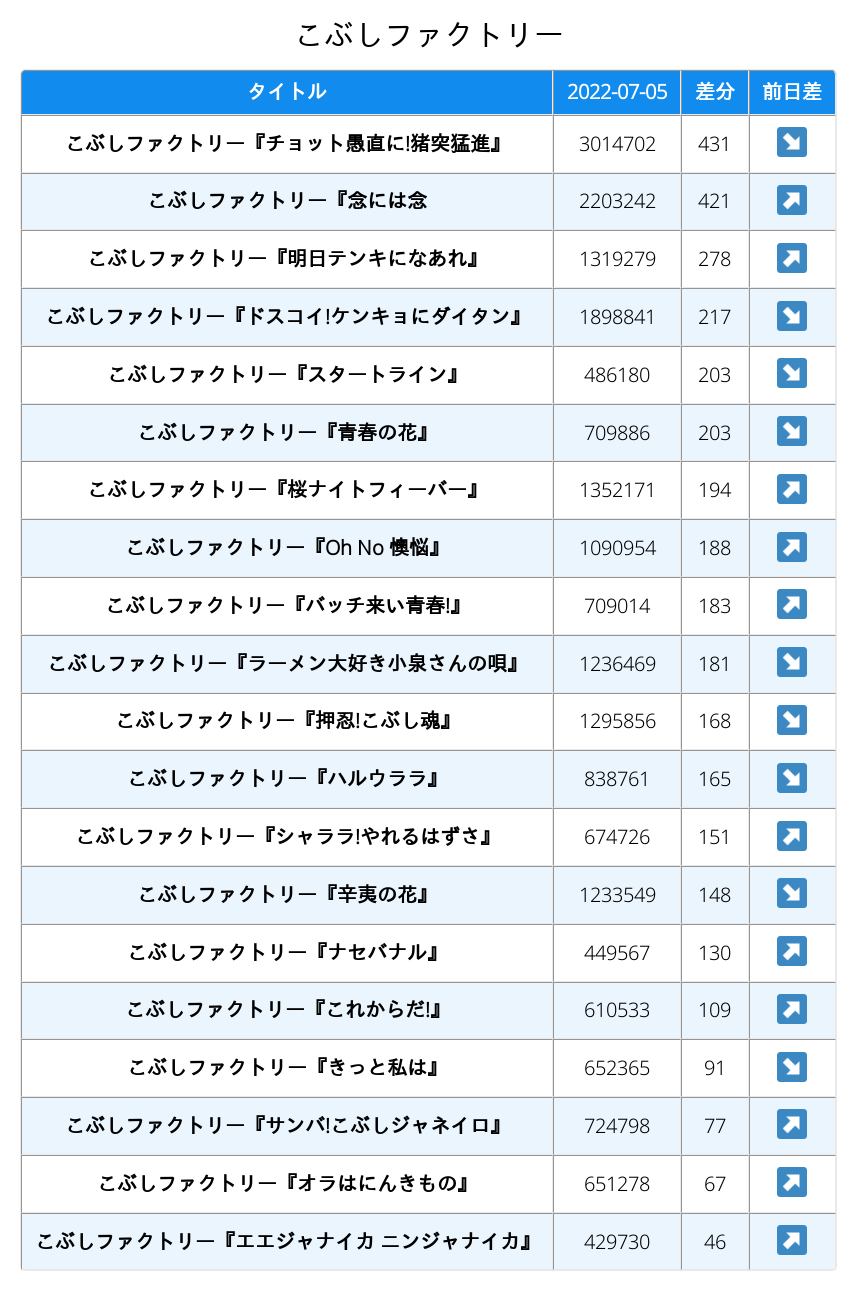 こぶしファクトリー
タイトル 2022-07-05 差分 前日差
こぶしファクトリー『チョット愚直に!猪突猛進』 3014702 431 ↘
こぶしファクトリー『念には念 2203242 421 ↗
こぶしファクトリー『明日テンキになあれ』 1319279 278 ↗
こぶしファクトリー『ドスコイ!ケンキョにダイタン』 1898841 217 ↘
こぶしファクトリー『スタートライン』 486180 203 ↘
こぶしファクトリー『青春の花』 709886 203 ↘
こぶしファクトリー『桜ナイトフィーバー』 1352171 194 ↗
こぶしファクトリー『Oh No 懊悩』 1090954 188 ↗
こぶしファクトリー『バッチ来い青春!』 709014 183 ↗
こぶしファクトリー『ラーメン大好き小泉さんの唄』 1236469 181 ↘
こぶしファクトリー『押忍!こぶし魂』 1295856 168 ↘
こぶしファクトリー『ハルウララ』 838761 165 ↘
こぶしファクトリー『シャララ!やれるはずさ』 674726 151 ↗
こぶしファクトリー『辛夷の花』 1233549 148 ↘
こぶしファクトリー『ナセバナル』 449567 130 ↗
こぶしファクトリー『これからだ!』 610533 109 ↗
こぶしファクトリー『きっと私は』 652365 91 ↘
こぶしファクトリー『サンバ!こぶしジャネイロ』 724798 77 ↗
こぶしファクトリー『オラはにんきもの』 651278 67 ↗
こぶしファクトリー『エエジャナイカ ニンジャナイカ』 429730 46 ↗